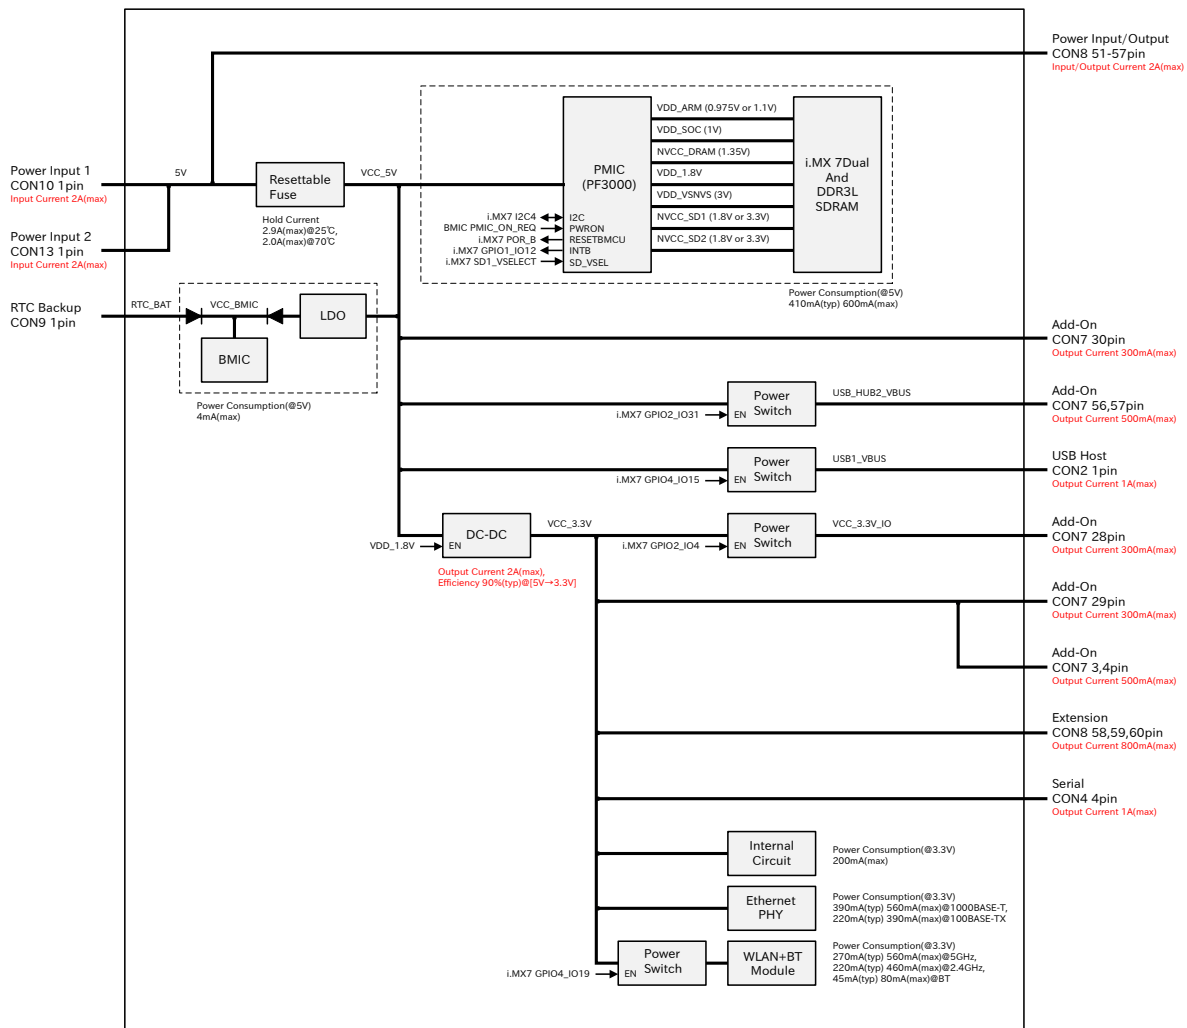 Power Input/Output
CON8 51-57pin
Input/Output Current 2A(max)
Power Input 1
CON10 1pin
Input Current 2A(max)
5V
Resettable
Fuse
Hold Current
2.9A(max)@25℃,
2.0A(max)@70℃
VCC_5V
PMIC
(PF3000)
i.MX7 I2C4
I2C
BMIC PMIC_ON_REQ
PWRON
i.MX7 POR_B
RESETBMCU
i.MX7 GPIO1_IO12
INTB
i.MX7 SD1_VSELECT
SD_VSEL
VDD_ARM (0.975V or 1.1V)
VDD_SOC (1V)
NVCC_DRAM (1.35V)
VDD_1.8V
VDD_VSNVS (3V)
NVCC_SD1 (1.8V or 3.3V)
NVCC_SD2 (1.8V or 3.3V)
i.MX 7Dual
And
DDR3L
SDRAM
Power Consumption(@5V)
410mA(typ) 600mA(max)
Power Input 2
CON13 1pin
Input Current 2A(max)
RTC Backup
CON9 1pin
RTC_BAT
VCC_BMIC
LDO
BMIC
Power Consumption(@5V)
4mA(max)
Add-On
CON7 30pin
Output Current 300mA(max)
i.MX7 GPIO2_IO31
EN
Power
Switch
USB_HUB2_VBUS
Add-On
CON7 56,57pin
Output Current 500mA(max)
i.MX7 GPIO4_IO15
EN
Power
Switch
USB1_VBUS
USB Host
CON2 1pin
Output Current 1A(max)
VDD_1.8V
EN
DC-DC
Output Current 2A(max),
Efficiency 90%(typ)@[5V→3.3V]
VCC_3.3V
i.MX7 GPIO2_IO4
EN
Power
Switch
VCC_3.3V_IO
Add-On
CON7 28pin
Output Current 300mA(max)
Add-On
CON7 29pin
Output Current 300mA(max)
Add-On
CON7 3,4pin
Output Current 500mA(max)
Extension
CON8 58,59,60pin
Output Current 800mA(max)
Serial
CON4 4pin
Output Current 1A(max)
Internal
Circuit
Power Consumption(@3.3V)
200mA(max)
Ethernet
PHY
Power Consumption(@3.3V)
390mA(typ) 560mA(max)@1000BASE-T,
220mA(typ) 390mA(max)@100BASE-TX
i.MX7 GPIO4_IO19
EN
Power
Switch
WLAN+BT
Module
Power Consumption(@3.3V)
270mA(typ) 560mA(max)@5GHz,
220mA(typ) 460mA(max)@2.4GHz,
45mA(typ) 80mA(max)@BT